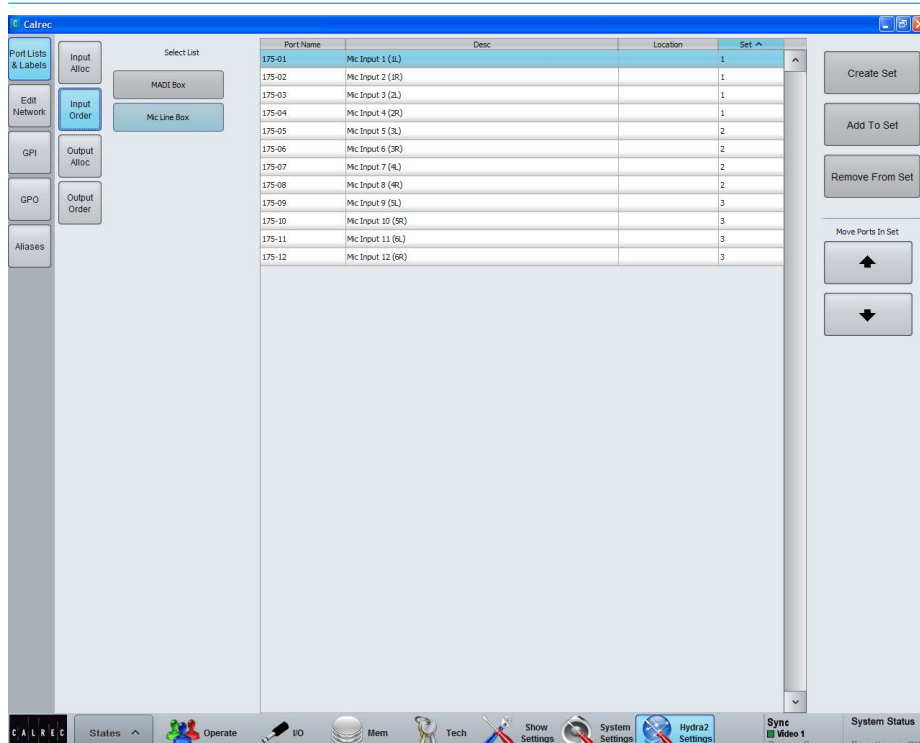 Calrec
Port Lists
& Labels
Edit
Network
GPI
GPO
Aliases
Input
Alloc
Input
Order
Output
Alloc
Output
Order
Select List
MADI Box
Mic Line Box
Port Name Desc Location Set
175-01 Mic Input 1 (1L) 1
175-02 Mic Input 2 (1R) 1
175-03 Mic Input 3 (2L) 1
175-04 Mic Input 4 (2R) 1
175-05 Mic Input 5 (3L) 2
175-06 Mic Input 6 (3R) 2
175-07 Mic Input 7 (4L) 2
175-08 Mic Input 8 (4R) 2
175-09 Mic Input 9 (5L) 3
175-10 Mic Input 10 (5R) 3
175-11 Mic Input 11 (6L) 3
175-12 Mic Input 12 (6R) 3
Create Set
Add To Set
Remove From Set
Move Ports In Set
CALREC
States
Operate
I/O
Mem
Tech
Show
Settings
System
Settings
Hydra2
Settings
Sync
Video 1
System Status